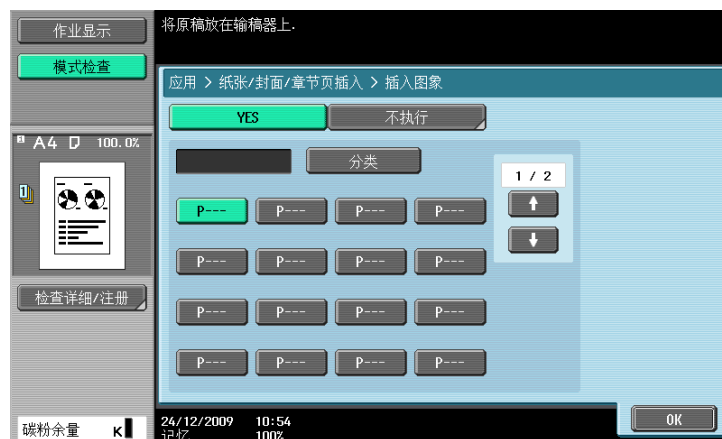 作业显示
将原稿放在输稿器上.
模式检查
应用 > 纸张/封面/章节页插入 > 插入图象
YES 不执行
A4 100.0%
分类
1 / 2
P--- P--- P--- P---
P--- P--- P--- P---
P--- P--- P--- P---
P--- P--- P--- P---
检查详细/注册
碳粉余量 K
24/12/2009 10:54
记忆 100%
OK